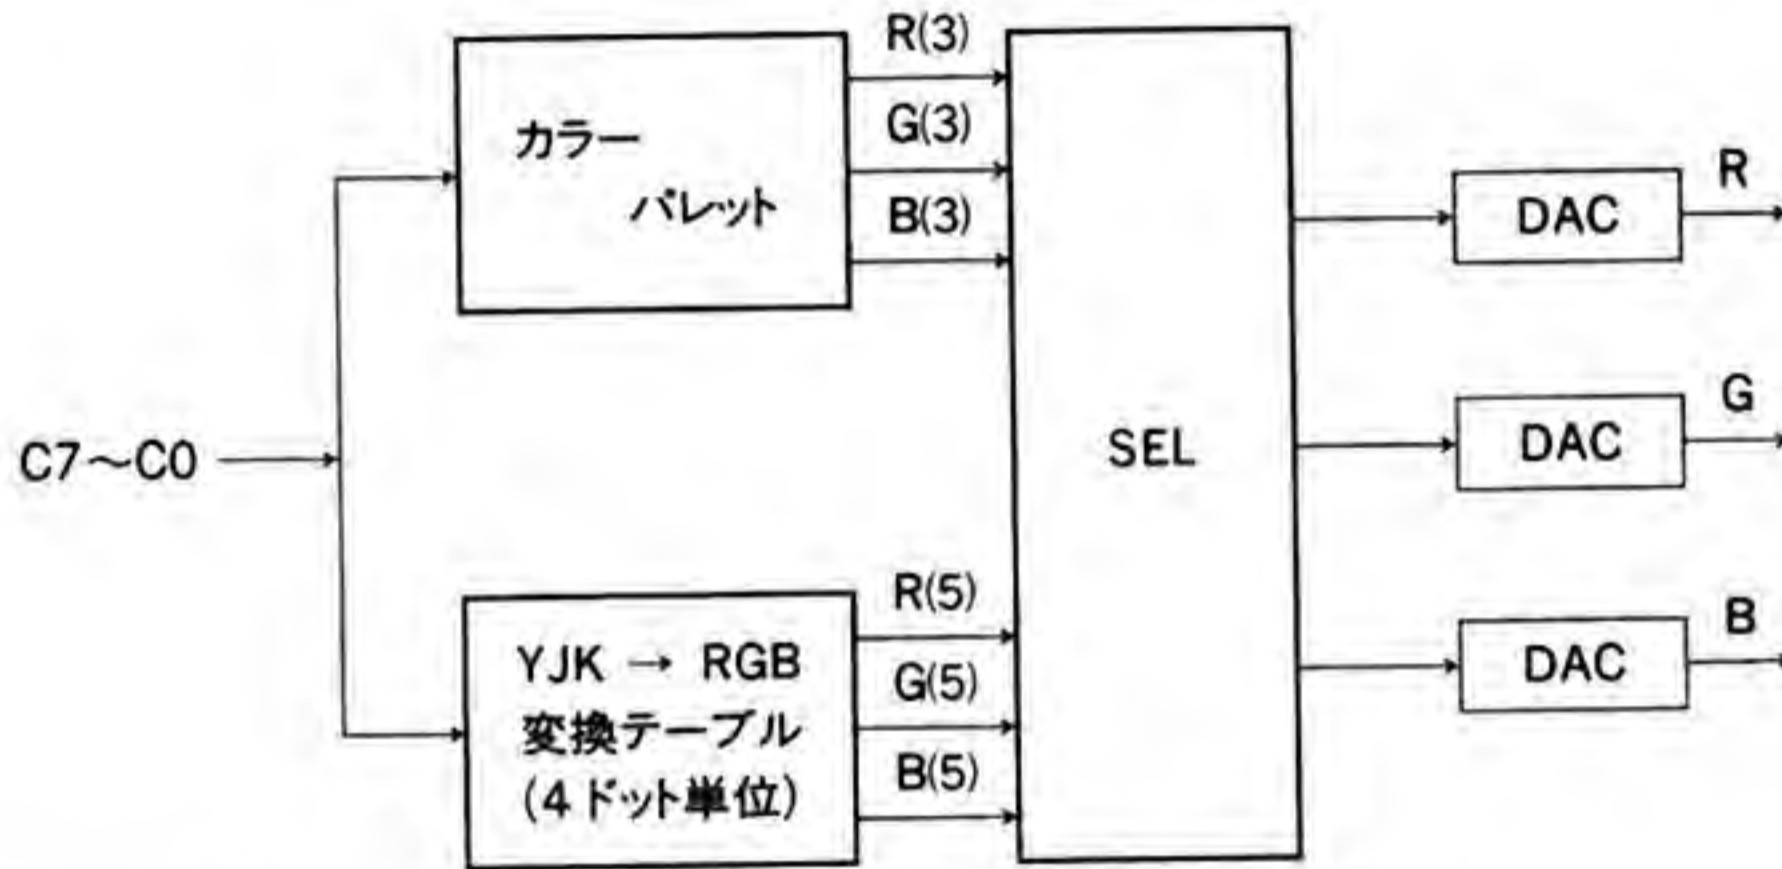 カラー
パレット
R(3)
G(3)
B(3)
C7～C0
YJK → RGB
変換テーブル
(4ドット単位)
R(5)
G(5)
B(5)
SEL
DAC
R
DAC
G
DAC
B